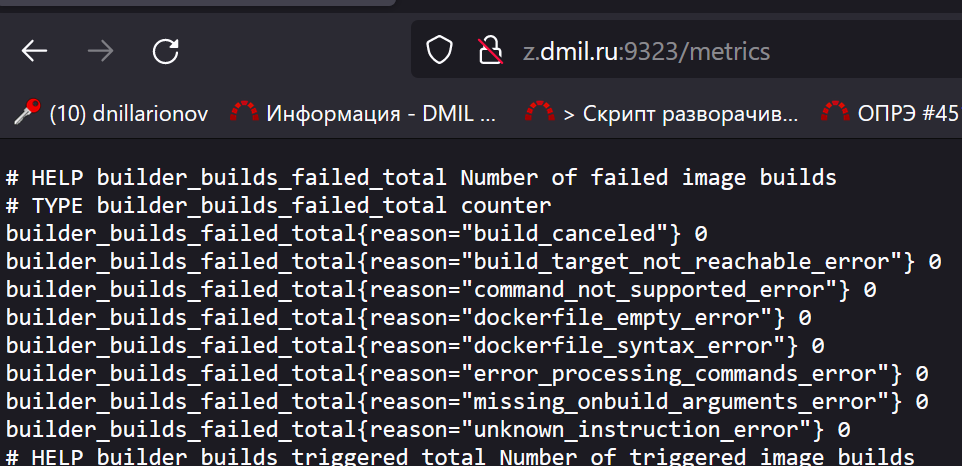 z.dmil.ru:9323/metrics
(10) dnillarionov Информация - DMIL ... > Скрипт разворачив... ОПРЭ #45
# HELP builder_builds_failed_total Number of failed image builds
# TYPE builder_builds_failed_total counter
builder_builds_failed_total{reason="build_canceled"} 0
builder_builds_failed_total{reason="build_target_not_reachable_error"} 0
builder_builds_failed_total{reason="command_not_supported_error"} 0
builder_builds_failed_total{reason="dockerfile_empty_error"} 0
builder_builds_failed_total{reason="dockerfile_syntax_error"} 0
builder_builds_failed_total{reason="error_processing_commands_error"} 0
builder_builds_failed_total{reason="missing_onbuild_arguments_error"} 0
builder_builds_failed_total{reason="unknown_instruction_error"} 0
# HELP builder_builds_triggered_total Number of triggered image builds